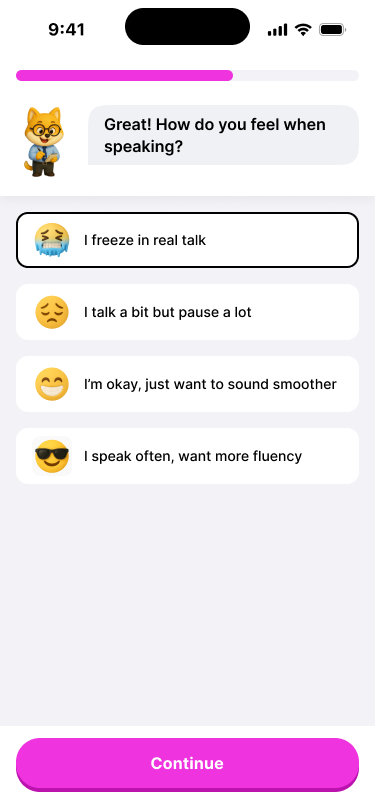 9:41
Great! How do you feel when
speaking?
I freeze in real talk
I talk a bit but pause a lot
I’m okay, just want to sound smoother
I speak often, want more fluency
Continue